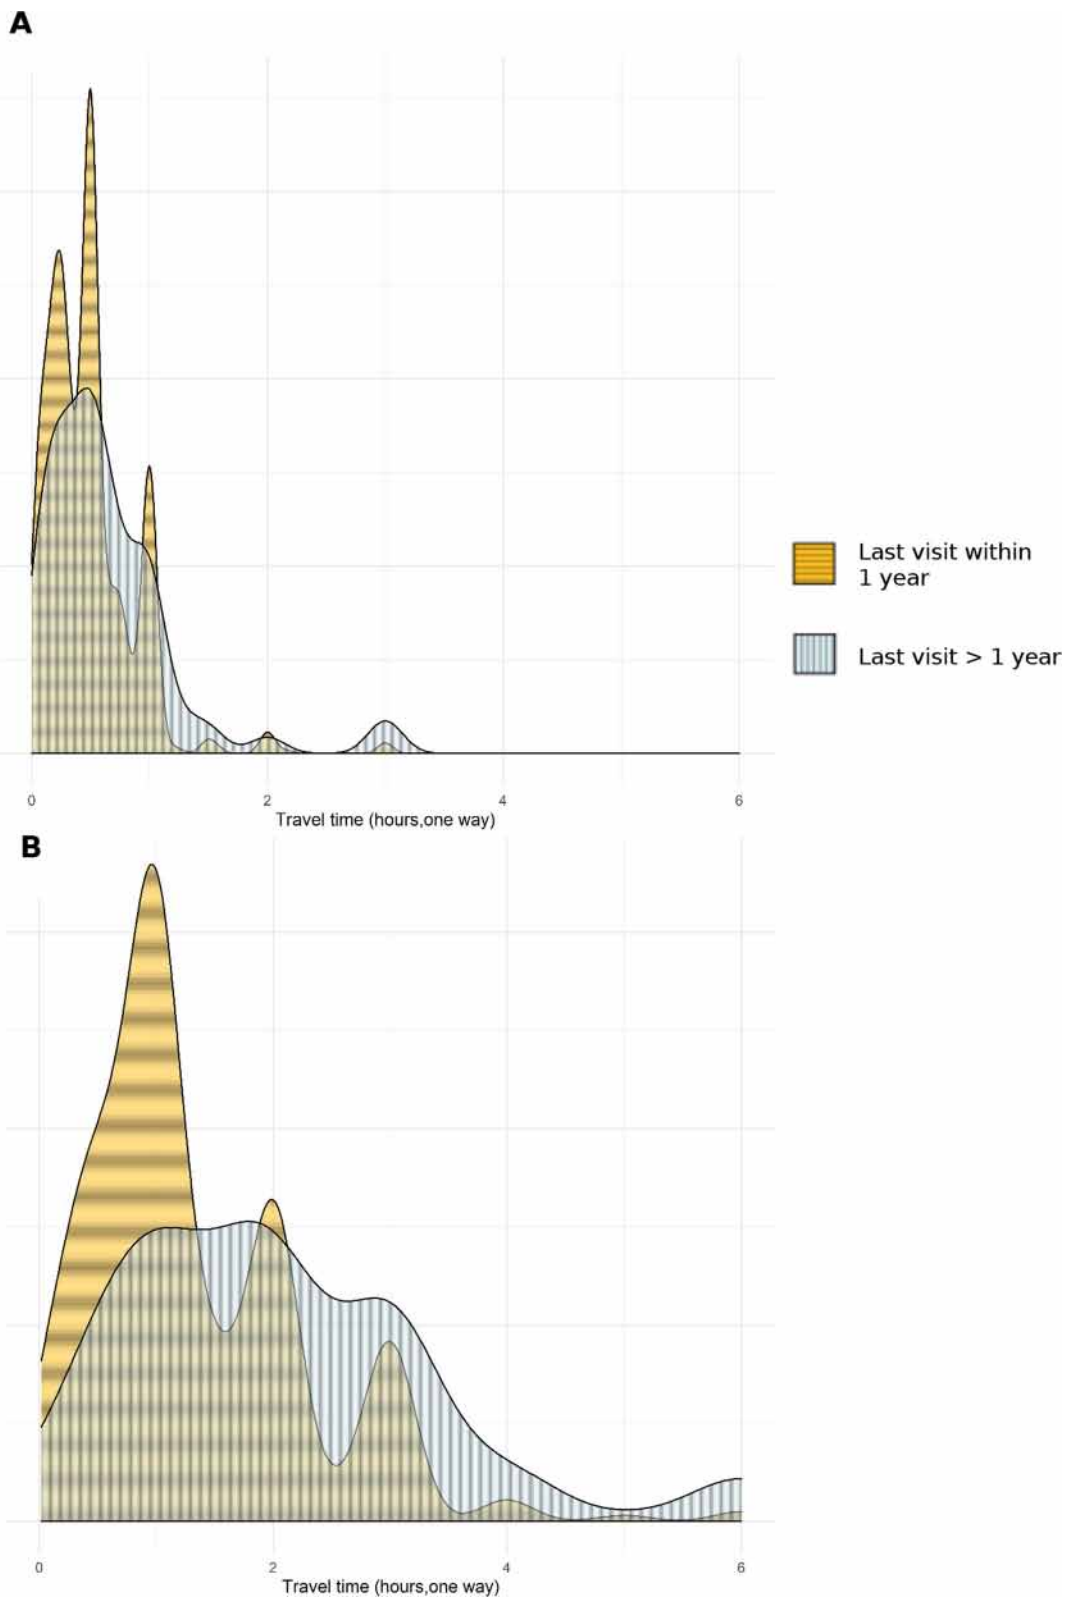 A
0 2 4 6
Travel time (hours,one way)
Last visit within
1 year
Last visit > 1 year
B
0 2 4 6
Travel time (hours,one way)